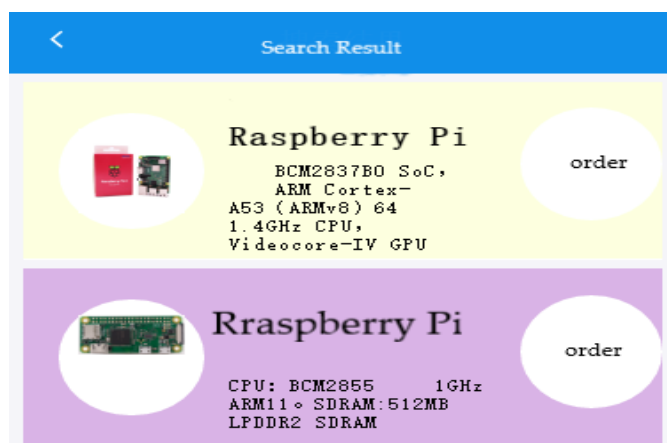 Search Result
Raspberry Pi
BCM2837B0 SoC,
ARM Cortex-
A53 (ARMv8) 64
1.4GHz CPU,
Videocore-IV GPU
order
Rraspberry Pi
CPU: BCM2855 1GHz
ARM11。SDRAM:512MB
LPDDR2 SDRAM
order